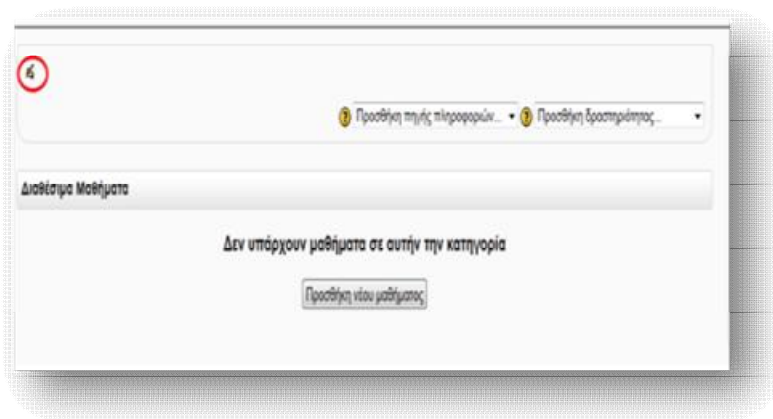 Προσθήκη πηγής πληροφοριών... Προσθήκη δραστηριότητας...
Διαθέσιμα Μαθήματα
Δεν υπάρχουν μαθήματα σε αυτήν την κατηγορία
Προσθήκη νέου μαθήματος